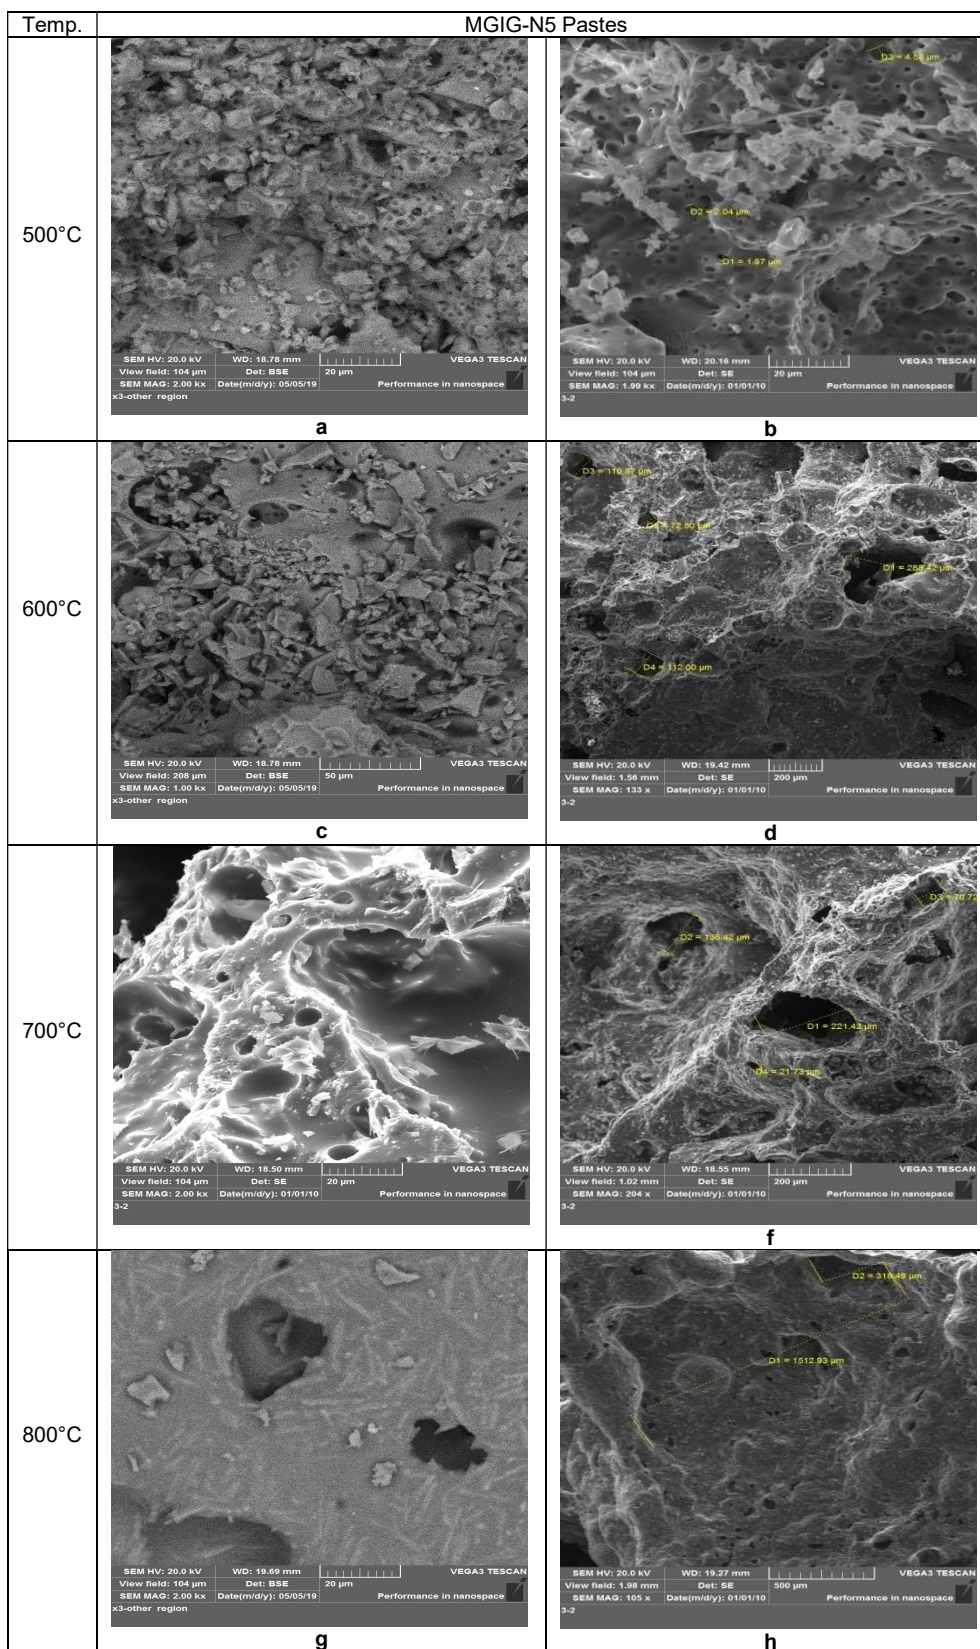 Temp. MGIG-N5 Pastes
500°C
D3 = 4.58 µm
D2 = 2.04 µm
D1 = 1.87 µm
SEM HV: 20.0 kV WD: 18.78 mm VEGA3 TESCAN
View field: 104 µm Det: BSE 20 µm
SEM MAG: 2.00 kx Date(m/d/y): 05/05/19 Performance in nanospace
x3-other region
a
SEM HV: 20.0 kV WD: 20.16 mm VEGA3 TESCAN
View field: 104 µm Det: SE 20 µm
SEM MAG: 1.99 kx Date(m/d/y): 01/01/10 Performance in nanospace
3-2
b
600°C
D3 = 110.87 µm
72.50 µm
D1 = 288.42 µm
D4 = 112.00 µm
SEM HV: 20.0 kV WD: 18.78 mm VEGA3 TESCAN
View field: 208 µm Det: BSE 50 µm
SEM MAG: 1.00 kx Date(m/d/y): 05/05/19 Performance in nanospace
x3-other region
c
SEM HV: 20.0 kV WD: 19.42 mm VEGA3 TESCAN
View field: 1.56 mm Det: SE 200 µm
SEM MAG: 133 x Date(m/d/y): 01/01/10 Performance in nanospace
3-2
d
700°C
D3 = 70.72
D2 = 136.42 µm
D1 = 221.43 µm
D4 = 21.73 µm
SEM HV: 20.0 kV WD: 18.50 mm VEGA3 TESCAN
View field: 104 µm Det: SE 20 µm
SEM MAG: 2.00 kx Date(m/d/y): 01/01/10 Performance in nanospace
3-2
SEM HV: 20.0 kV WD: 18.55 mm VEGA3 TESCAN
View field: 1.02 mm Det: SE 200 µm
SEM MAG: 204 x Date(m/d/y): 01/01/10 Performance in nanospace
3-2
f
800°C
D2 = 318.49 µm
D1 = 1512.93 µm
SEM HV: 20.0 kV WD: 19.69 mm VEGA3 TESCAN
View field: 104 µm Det: BSE 20 µm
SEM MAG: 2.00 kx Date(m/d/y): 05/05/19 Performance in nanospace
x3-other region
g
SEM HV: 20.0 kV WD: 19.27 mm VEGA3 TESCAN
View field: 1.98 mm Det: SE 500 µm
SEM MAG: 105 x Date(m/d/y): 01/01/10 Performance in nanospace
3-2
h